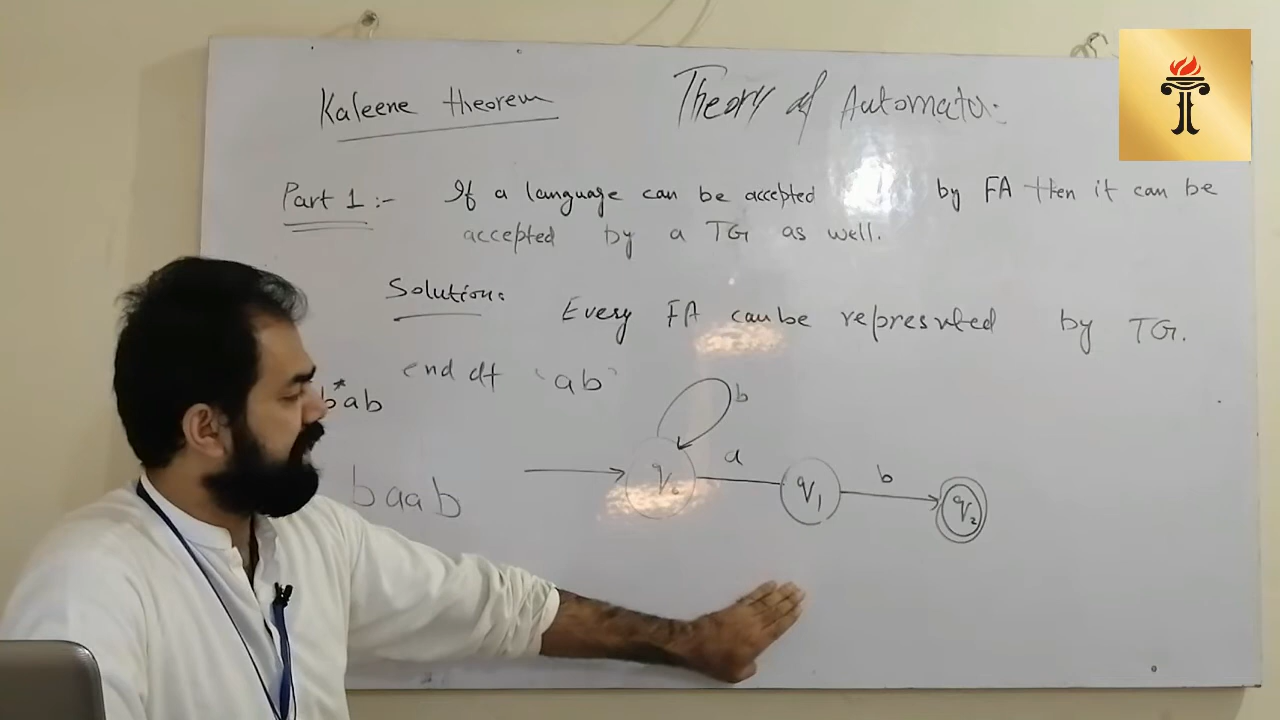 Kaleene theorem
Theory of Automata:
Part 1:- If a language can be accepted by FA then it can be
accepted by a TG as well.
Solution:
Every FA can be represnted by TG.
end at 'ab'
b*ab
b
a
b
q₀
q₁
q₂
baab